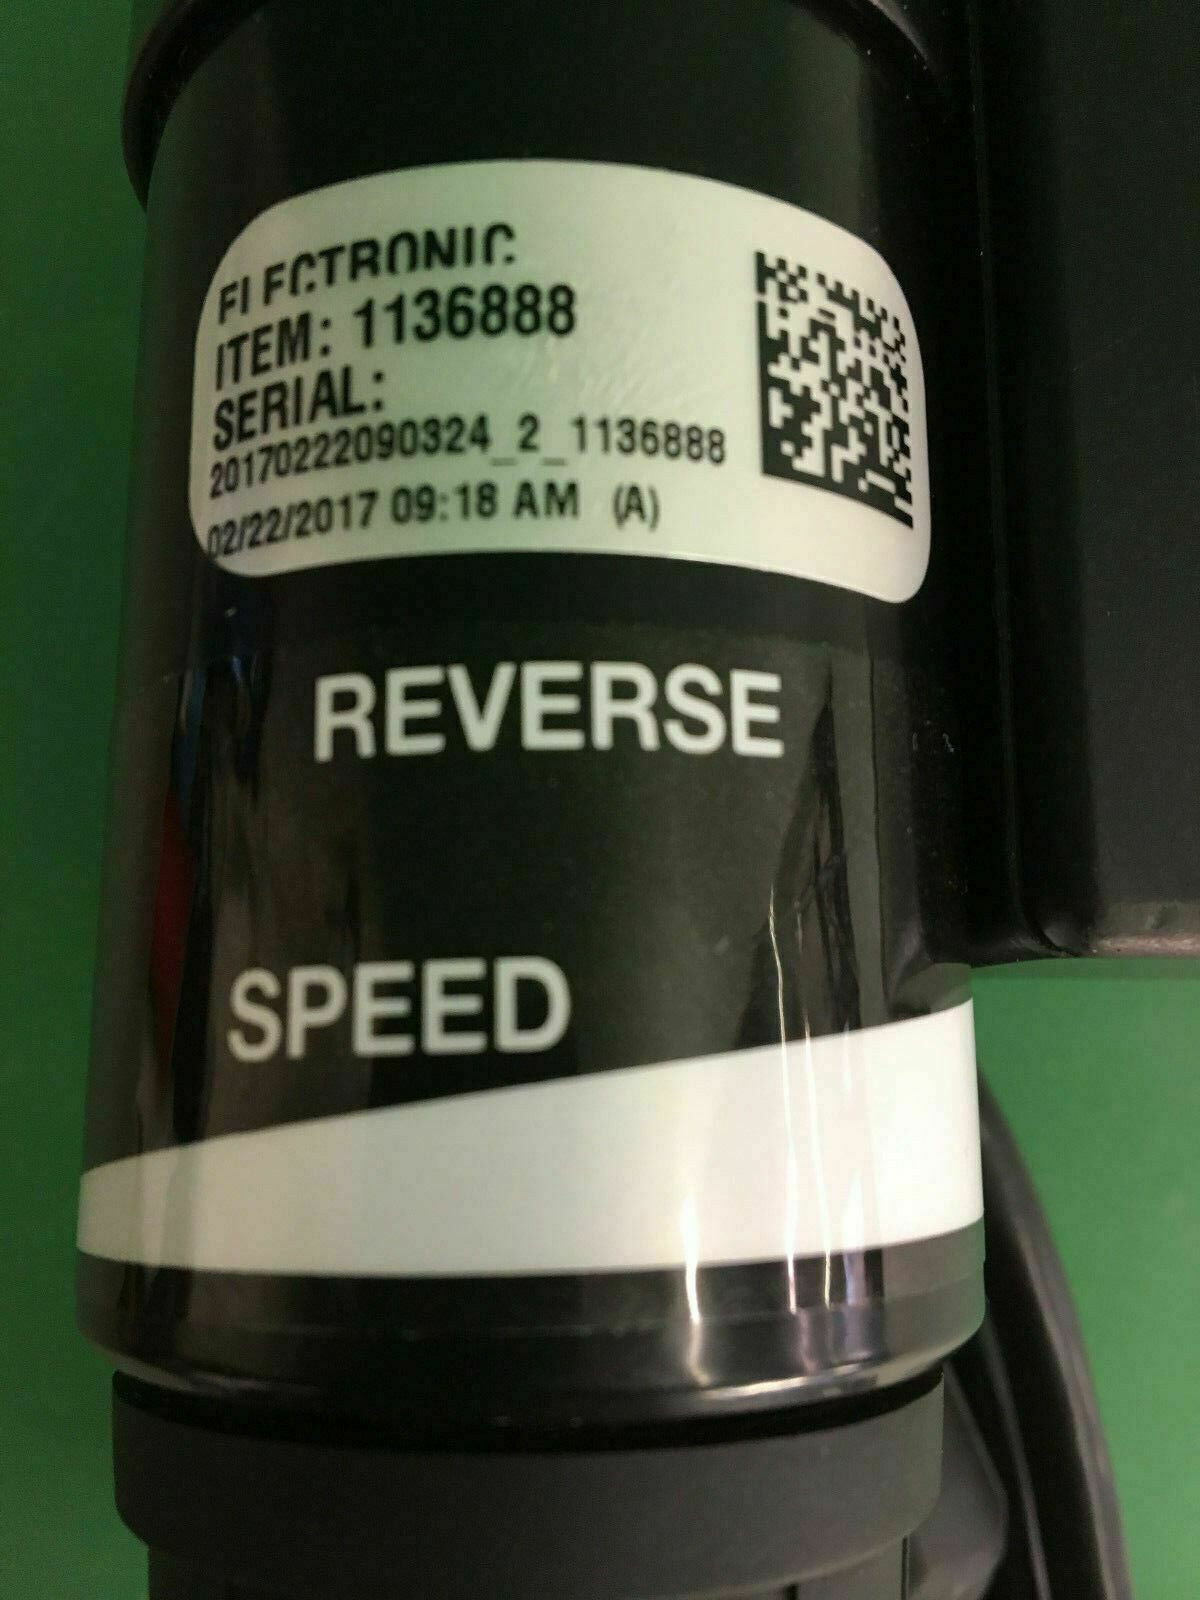 ELECTRONIC
ITEM: 1136888
SERIAL:
20170222090324_2_1136888
02/22/2017 09:18 AM (A)
REVERSE
SPEED